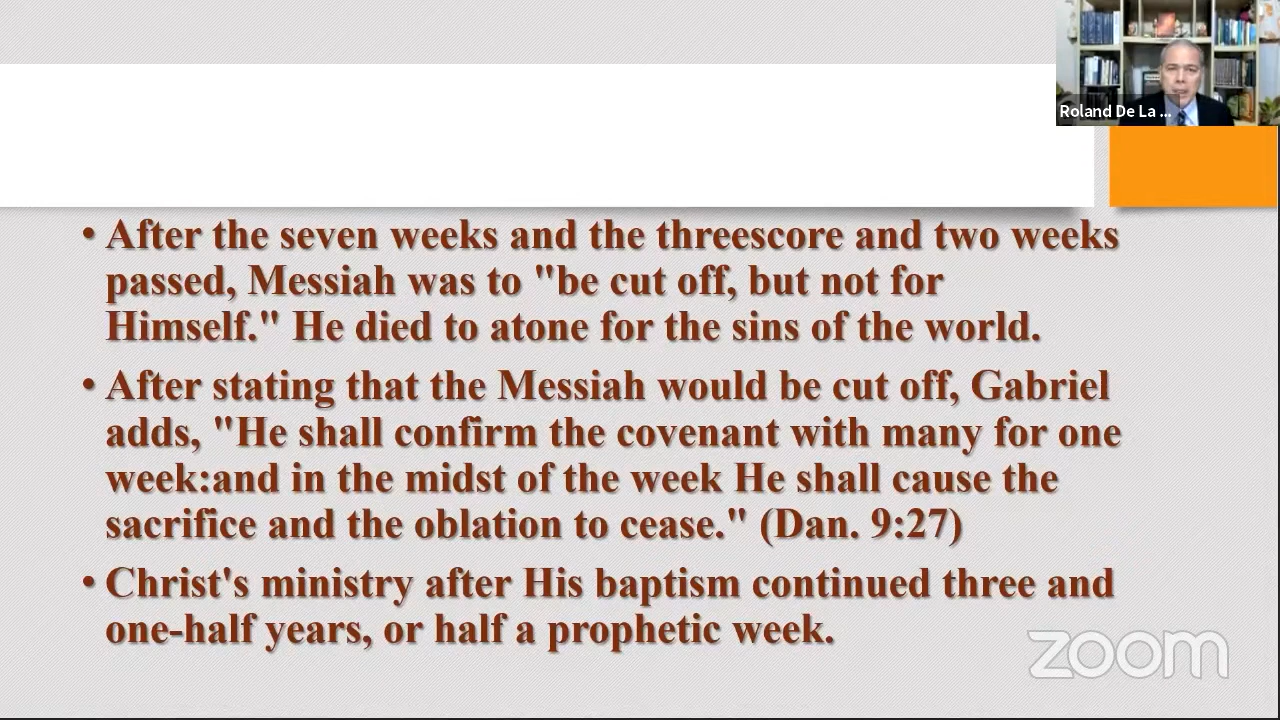 Roland De La ...
• After the seven weeks and the threescore and two weeks
passed, Messiah was to "be cut off, but not for
Himself." He died to atone for the sins of the world.
• After stating that the Messiah would be cut off, Gabriel
adds, "He shall confirm the covenant with many for one
week:and in the midst of the week He shall cause the
sacrifice and the oblation to cease." (Dan. 9:27)
• Christ's ministry after His baptism continued three and
one-half years, or half a prophetic week.
zoom